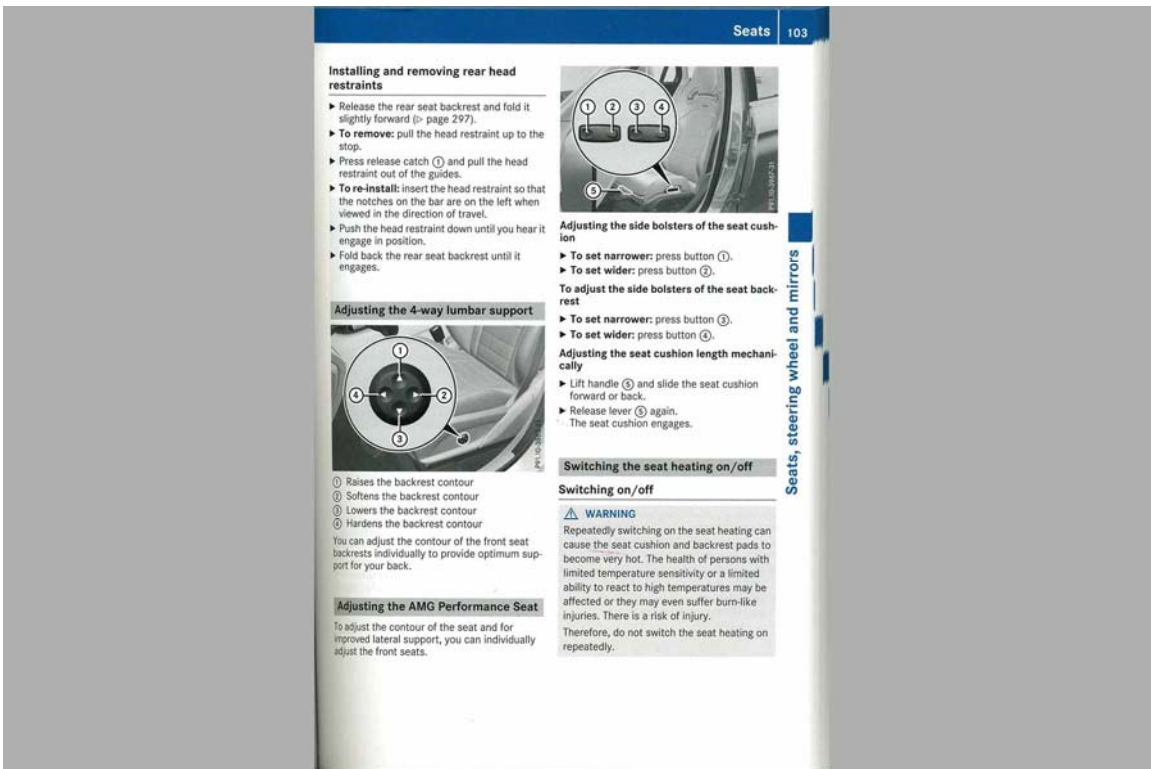 Seats 103
Installing and removing rear head
restraints
► Release the rear seat backrest and fold it
slightly forward (▷ page 297).
► To remove: pull the head restraint up to the
stop.
► Press release catch ① and pull the head
restraint out of the guides.
► To re-install: insert the head restraint so that
the notches on the bar are on the left when
viewed in the direction of travel.
► Push the head restraint down until you hear it
engage in position.
► Fold back the rear seat backrest until it
engages.
Adjusting the 4-way lumbar support
①
④ ②
③
① Raises the backrest contour
② Softens the backrest contour
③ Lowers the backrest contour
④ Hardens the backrest contour
You can adjust the contour of the front seat
backrests individually to provide optimum sup-
port for your back.
Adjusting the AMG Performance Seat
To adjust the contour of the seat and for
improved lateral support, you can individually
adjust the front seats.
① ② ③ ④
⑤
Adjusting the side bolsters of the seat cush-
ion
► To set narrower: press button ①.
► To set wider: press button ②.
To adjust the side bolsters of the seat back-
rest
► To set narrower: press button ③.
► To set wider: press button ④.
Adjusting the seat cushion length mechani-
cally
► Lift handle ⑤ and slide the seat cushion
forward or back.
► Release lever ⑤ again.
The seat cushion engages.
Switching the seat heating on/off
Switching on/off
⚠ WARNING
Repeatedly switching on the seat heating can
cause the seat cushion and backrest pads to
become very hot. The health of persons with
limited temperature sensitivity or a limited
ability to react to high temperatures may be
affected or they may even suffer burn-like
injuries. There is a risk of injury.
Therefore, do not switch the seat heating on
repeatedly.
Seats, steering wheel and mirrors